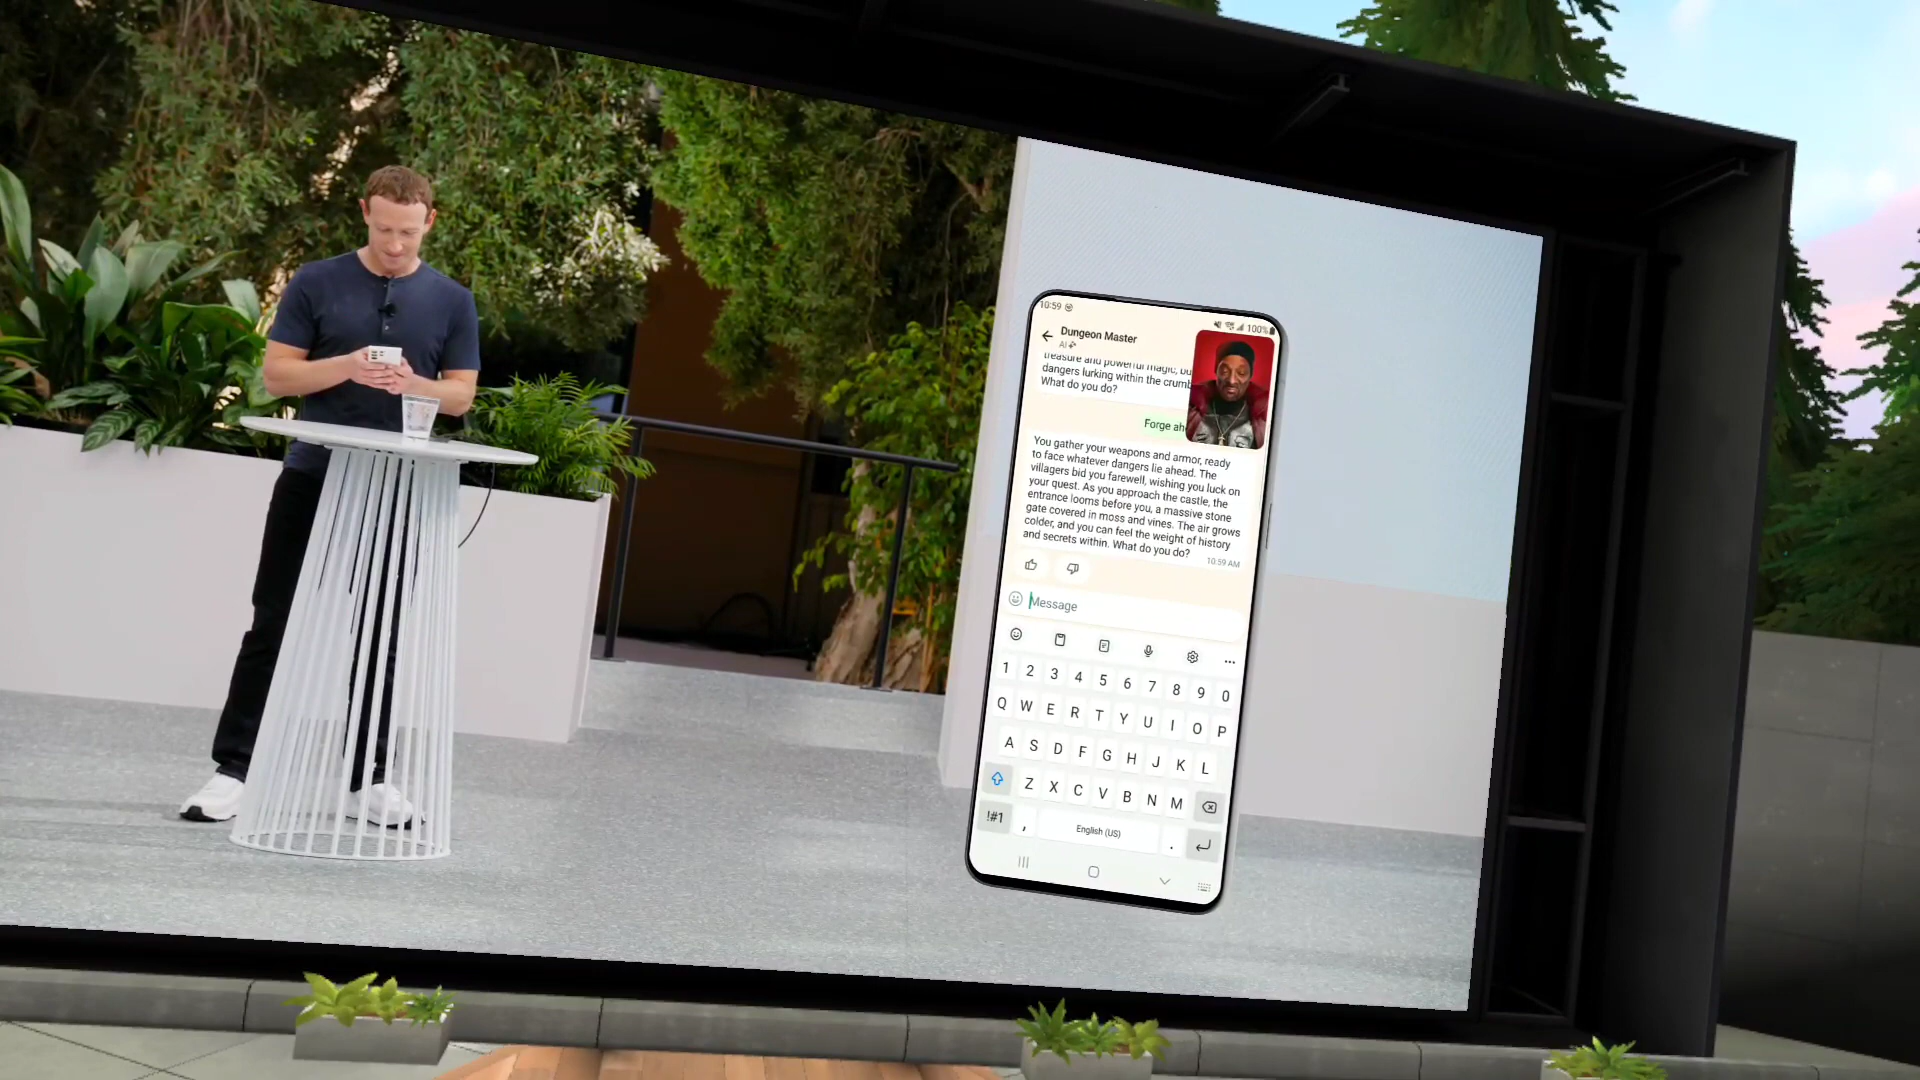 10:59
100%
Dungeon Master
AI
treasure and powerful magic, bu
dangers lurking within the crumb
What do you do?
Forge ah
You gather your weapons and armor, ready
to face whatever dangers lie ahead. The
villagers bid you farewell, wishing you luck on
your quest. As you approach the castle, the
entrance looms before you, a massive stone
gate covered in moss and vines. The air grows
colder, and you can feel the weight of history
and secrets within. What do you do?
10:59 AM
Message
1 2 3 4 5 6 7 8 9 0
Q W E R T Y U I O P
A S D F G H J K L
Z X C V B N M
!#1 , English (US) .